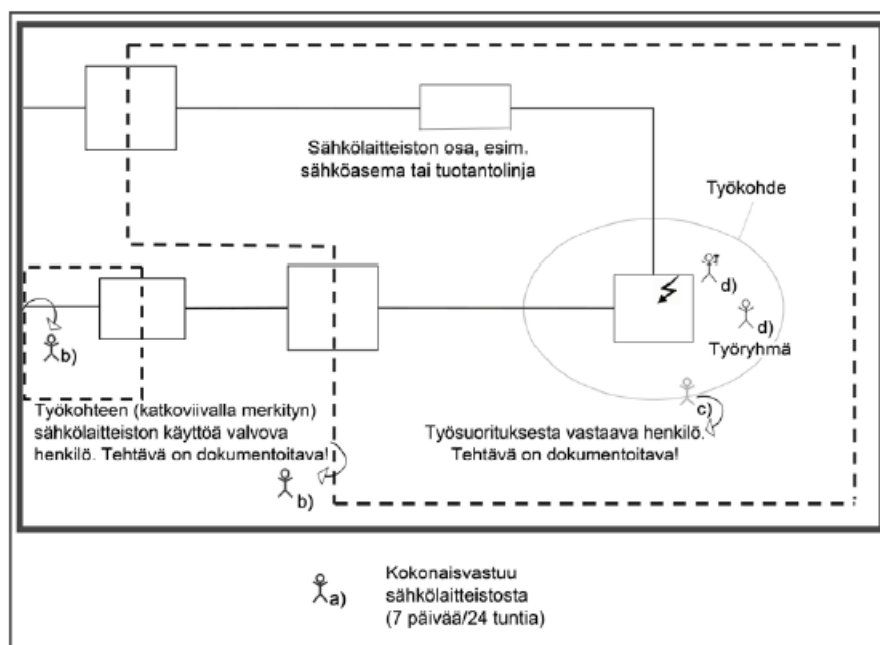 Sähkölaitteiston osa, esim.
sähköasema tai tuotantolinja
Työkohde
d)
d)
Työryhmä
b)
c)
Työkohteen (katkoviivalla merkityn)
sähkölaitteiston käyttöä valvova
henkilö. Tehtävä on dokumentoitava!
b)
Työsuorituksesta vastaava henkilö.
Tehtävä on dokumentoitava!
a)
Kokonaisvastuu
sähkölaitteistosta
(7 päivää/24 tuntia)